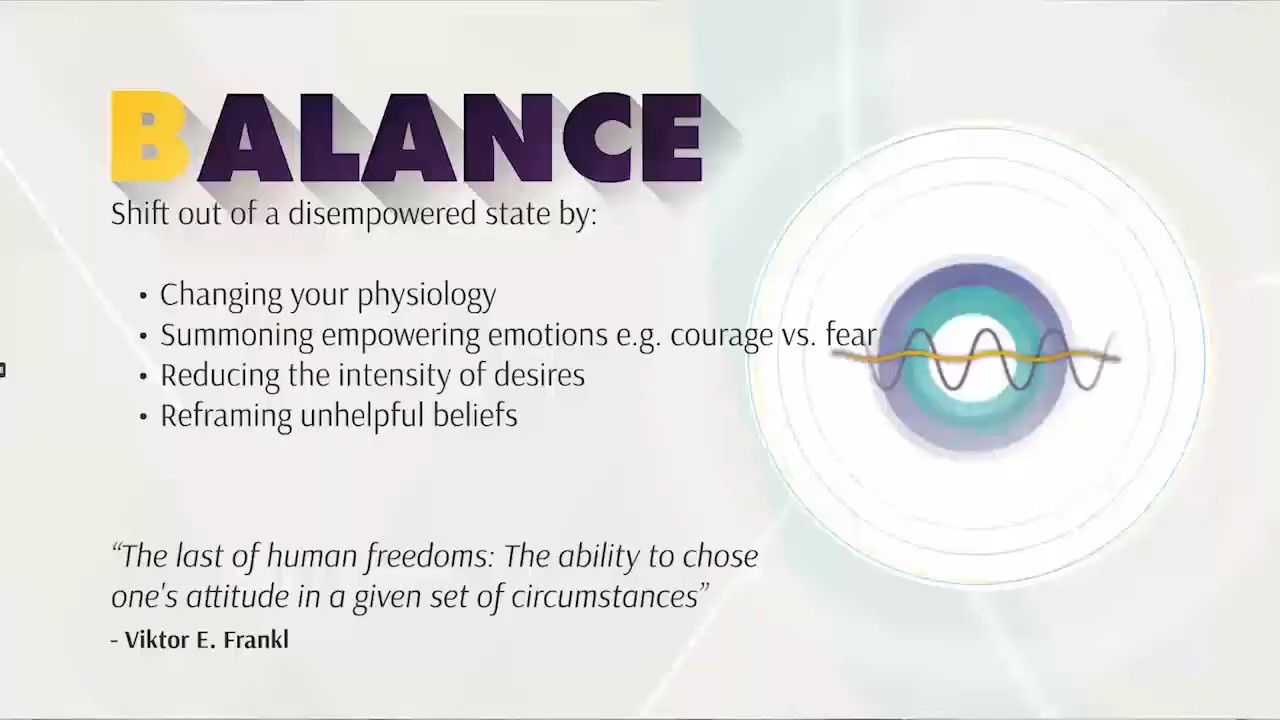 BALANCE
Shift out of a disempowered state by:
• Changing your physiology
• Summoning empowering emotions e.g. courage vs. fear
• Reducing the intensity of desires
• Reframing unhelpful beliefs
“The last of human freedoms: The ability to chose
one's attitude in a given set of circumstances”
- Viktor E. Frankl